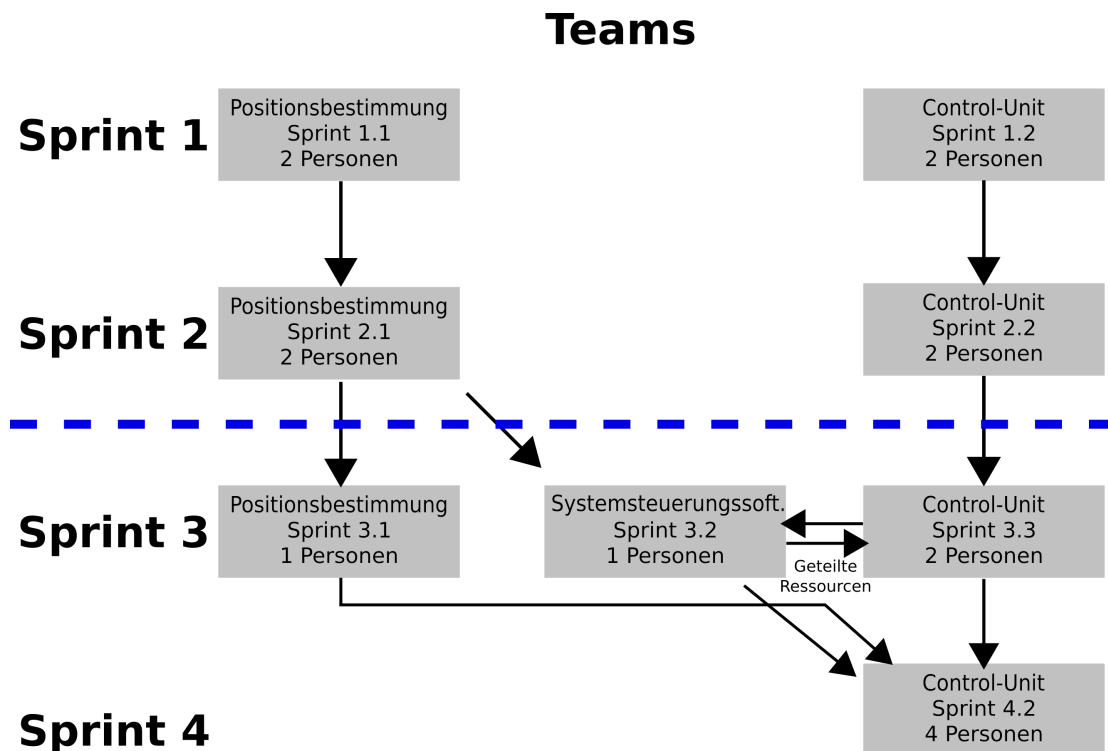 Teams
Sprint 1
Positionsbestimmung
Sprint 1.1
2 Personen
Control-Unit
Sprint 1.2
2 Personen
Sprint 2
Positionsbestimmung
Sprint 2.1
2 Personen
Control-Unit
Sprint 2.2
2 Personen
Sprint 3
Positionsbestimmung
Sprint 3.1
1 Personen
Systemsteuerungssoft.
Sprint 3.2
1 Personen
Geteilte
Ressourcen
Control-Unit
Sprint 3.3
2 Personen
Sprint 4
Control-Unit
Sprint 4.2
4 Personen